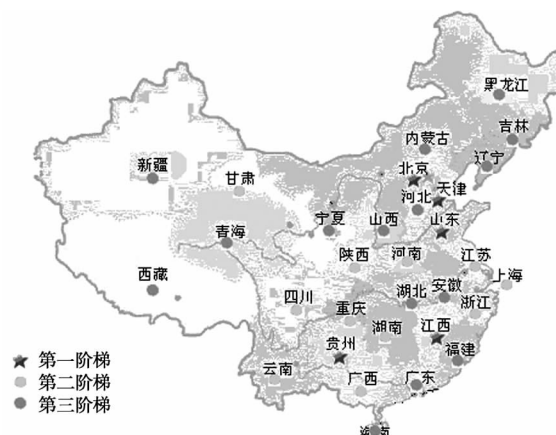 黑龙江
吉林
内蒙古
辽宁
北京
新疆
甘肃
天津
河北
宁夏
山西
山东
青海
陕西
河南
江苏
西藏
上海
四川
重庆
湖北
安徽
浙江
湖南
江西
贵州
福建
云南
广西
广东
海南
第一阶梯
第二阶梯
第三阶梯